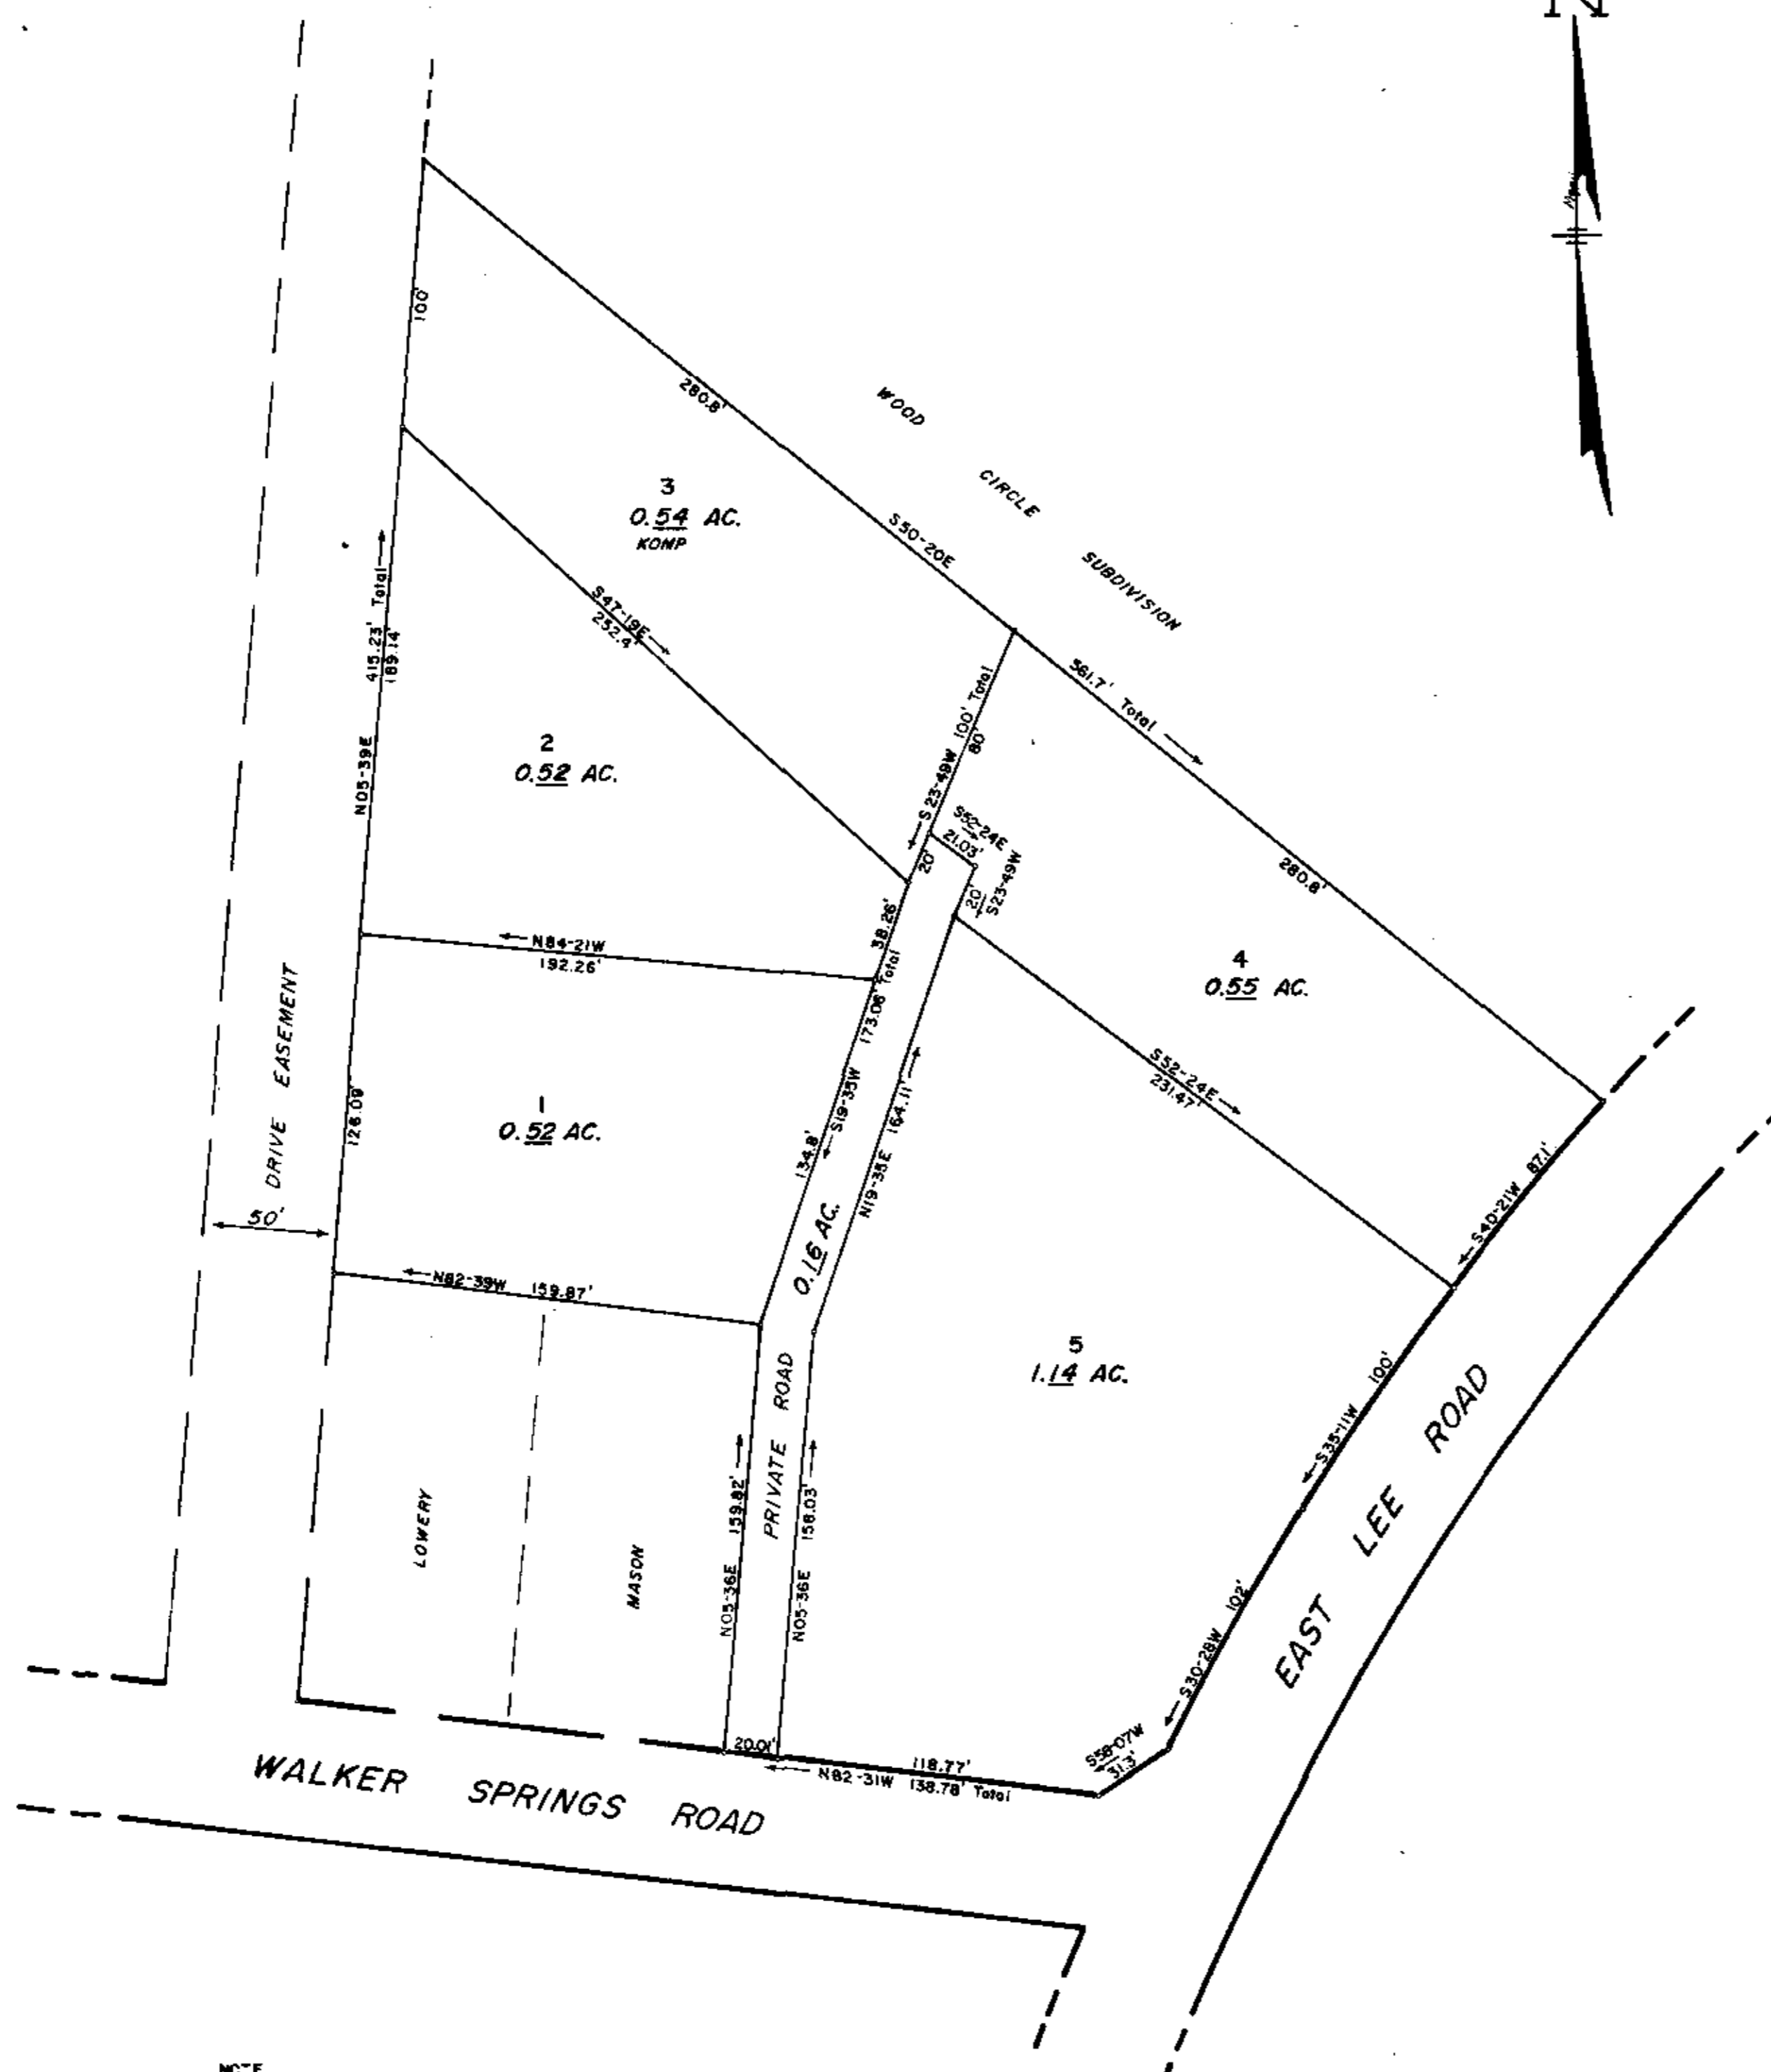 N
Mag.
100'
280.8'
WOOD
CIRCLE
SUBDIVISION
3
0.54 AC.
KOMP
S50-20E
561.7' Total
280.8'
S47-19E
252.4'
415.23' Total
189.14'
N05-39E
2
0.52 AC.
S23-49W 100' Total
80'
20'
S52-24E
21.03'
20'
S23-49W
38.26'
173.06' Total
N84-21W
192.26'
4
0.55 AC.
S52-24E
231.47'
S40-21W 87.1'
DRIVE EASEMENT
50'
126.09'
1
0.52 AC.
134.8'
S19-35W
N19-35E 164.11'
0.16 AC.
N82-39W 159.87'
5
1.14 AC.
S35-11W 100'
EAST LEE ROAD
LOWERY
MASON
N05-36E 159.82'
PRIVATE ROAD
N05-36E 158.03'
S30-28W 102'
S58-07W
31.3'
20.01'
118.77'
N82-31W 138.78' Total
WALKER SPRINGS ROAD
NOTE